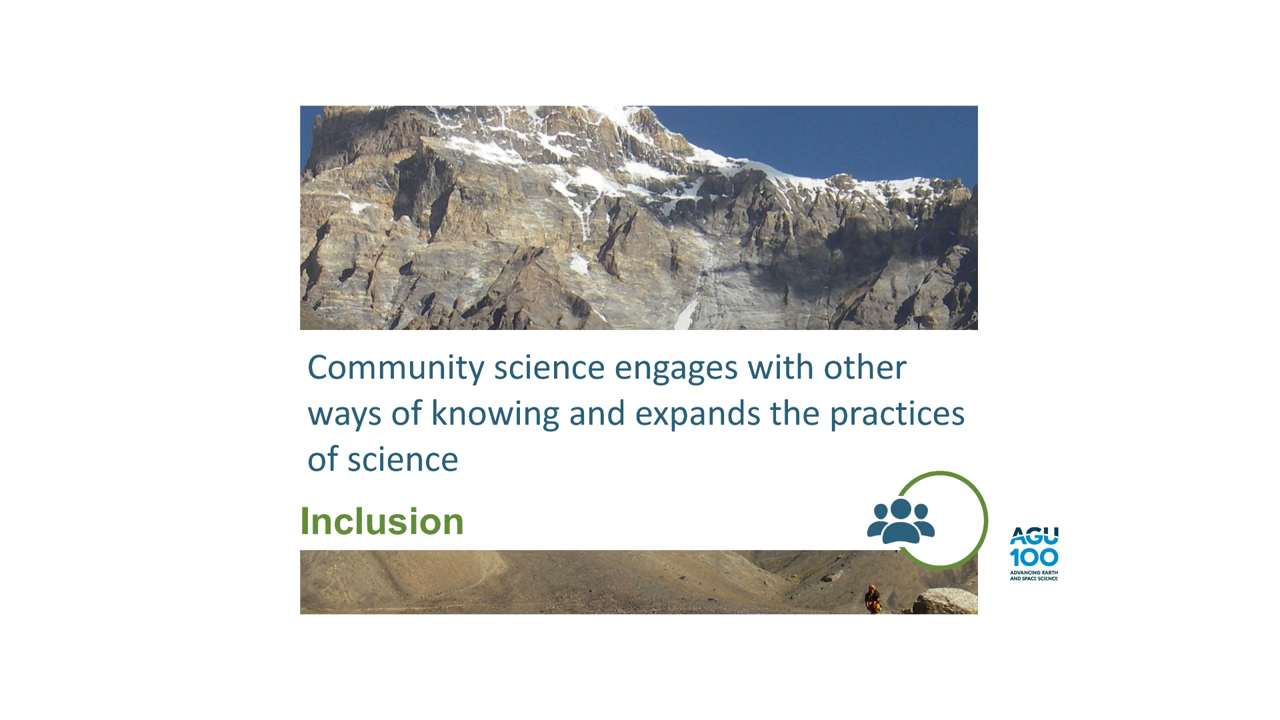 Community science engages with other
ways of knowing and expands the practices
of science
Inclusion
AGU
100
ADVANCING EARTH
AND SPACE SCIENCE